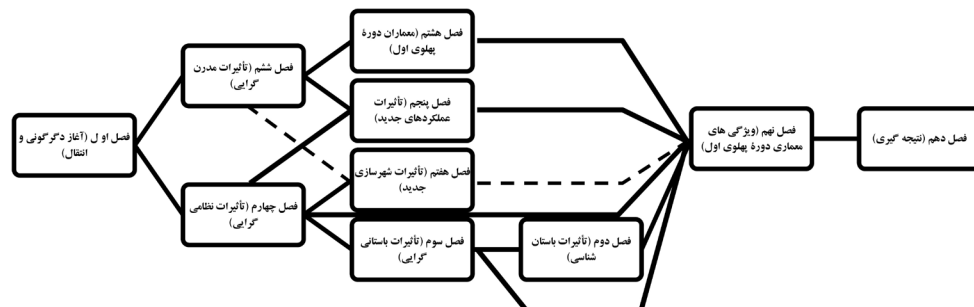 فصل هشتم (معماران دورۀ
پهلوی اول)
فصل ششم (تأثیرات مدرن
گرایی)
فصل پنجم (تأثیرات
عملکردهای جدید)
فصل او ل (آغاز دگرگونی و
انتقال)
فصل نهم (ویژگی های
معماری دورۀ پهلوی اول)
فصل دهم (نتیجه گیری)
فصل هفتم (تأثیرات شهرسازی
جدید)
فصل چهارم (تأثیرات نظامی
گرایی)
فصل سوم (تأثیرات باستانی
گرایی)
فصل دوم (تأثیرات باستان
شناسی)